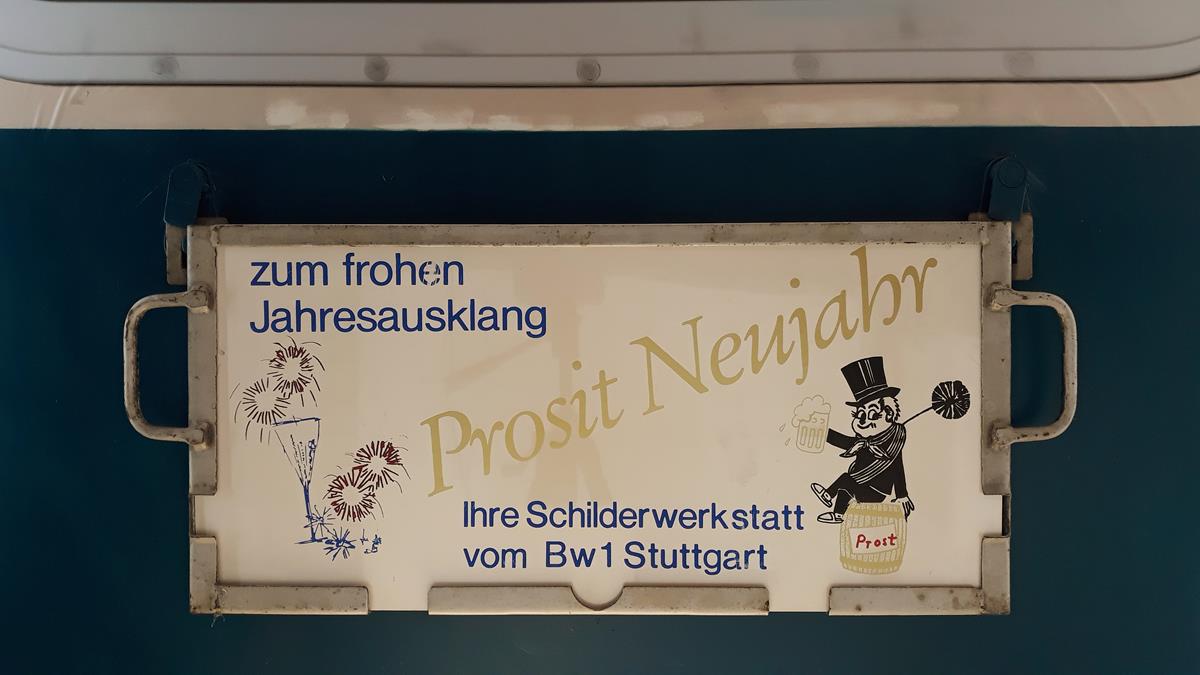 zum frohen
Jahresausklang
Prosit Neujahr
Ihre Schilderwerkstatt
vom Bw1 Stuttgart
Prost